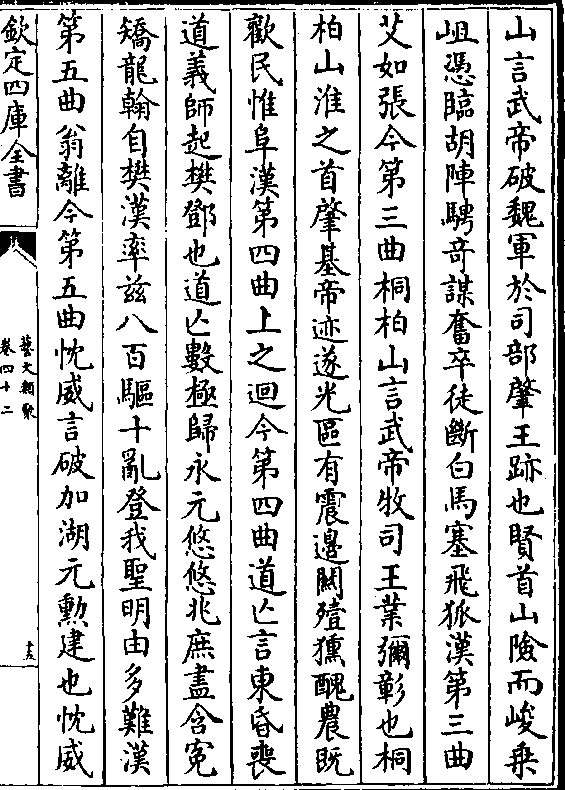 山言武帝破魏軍於司部肇王跡也賢首山險而峻乗
岨憑臨胡陣騁竒謀奮卒徒斷白馬塞飛狐漢第三曲
艾如張今第三曲桐柏山言武帝牧司王業彌彰也桐
柏山淮之首肇基帝迹遂光區有震邊關殪獯醜農既
歡民惟阜漢第四曲上之迴今第四曲道亡言東昏喪
道義師起樊鄧也道亡數極歸永元悠悠兆庶盡含寃
矯龍翰自樊漢率兹八百驅十亂登我聖明由多難漢
第五曲翁離今第五曲忱威言破加湖元勲建也忱威
欽定四庫全書
藝文類聚
卷四十二
十五